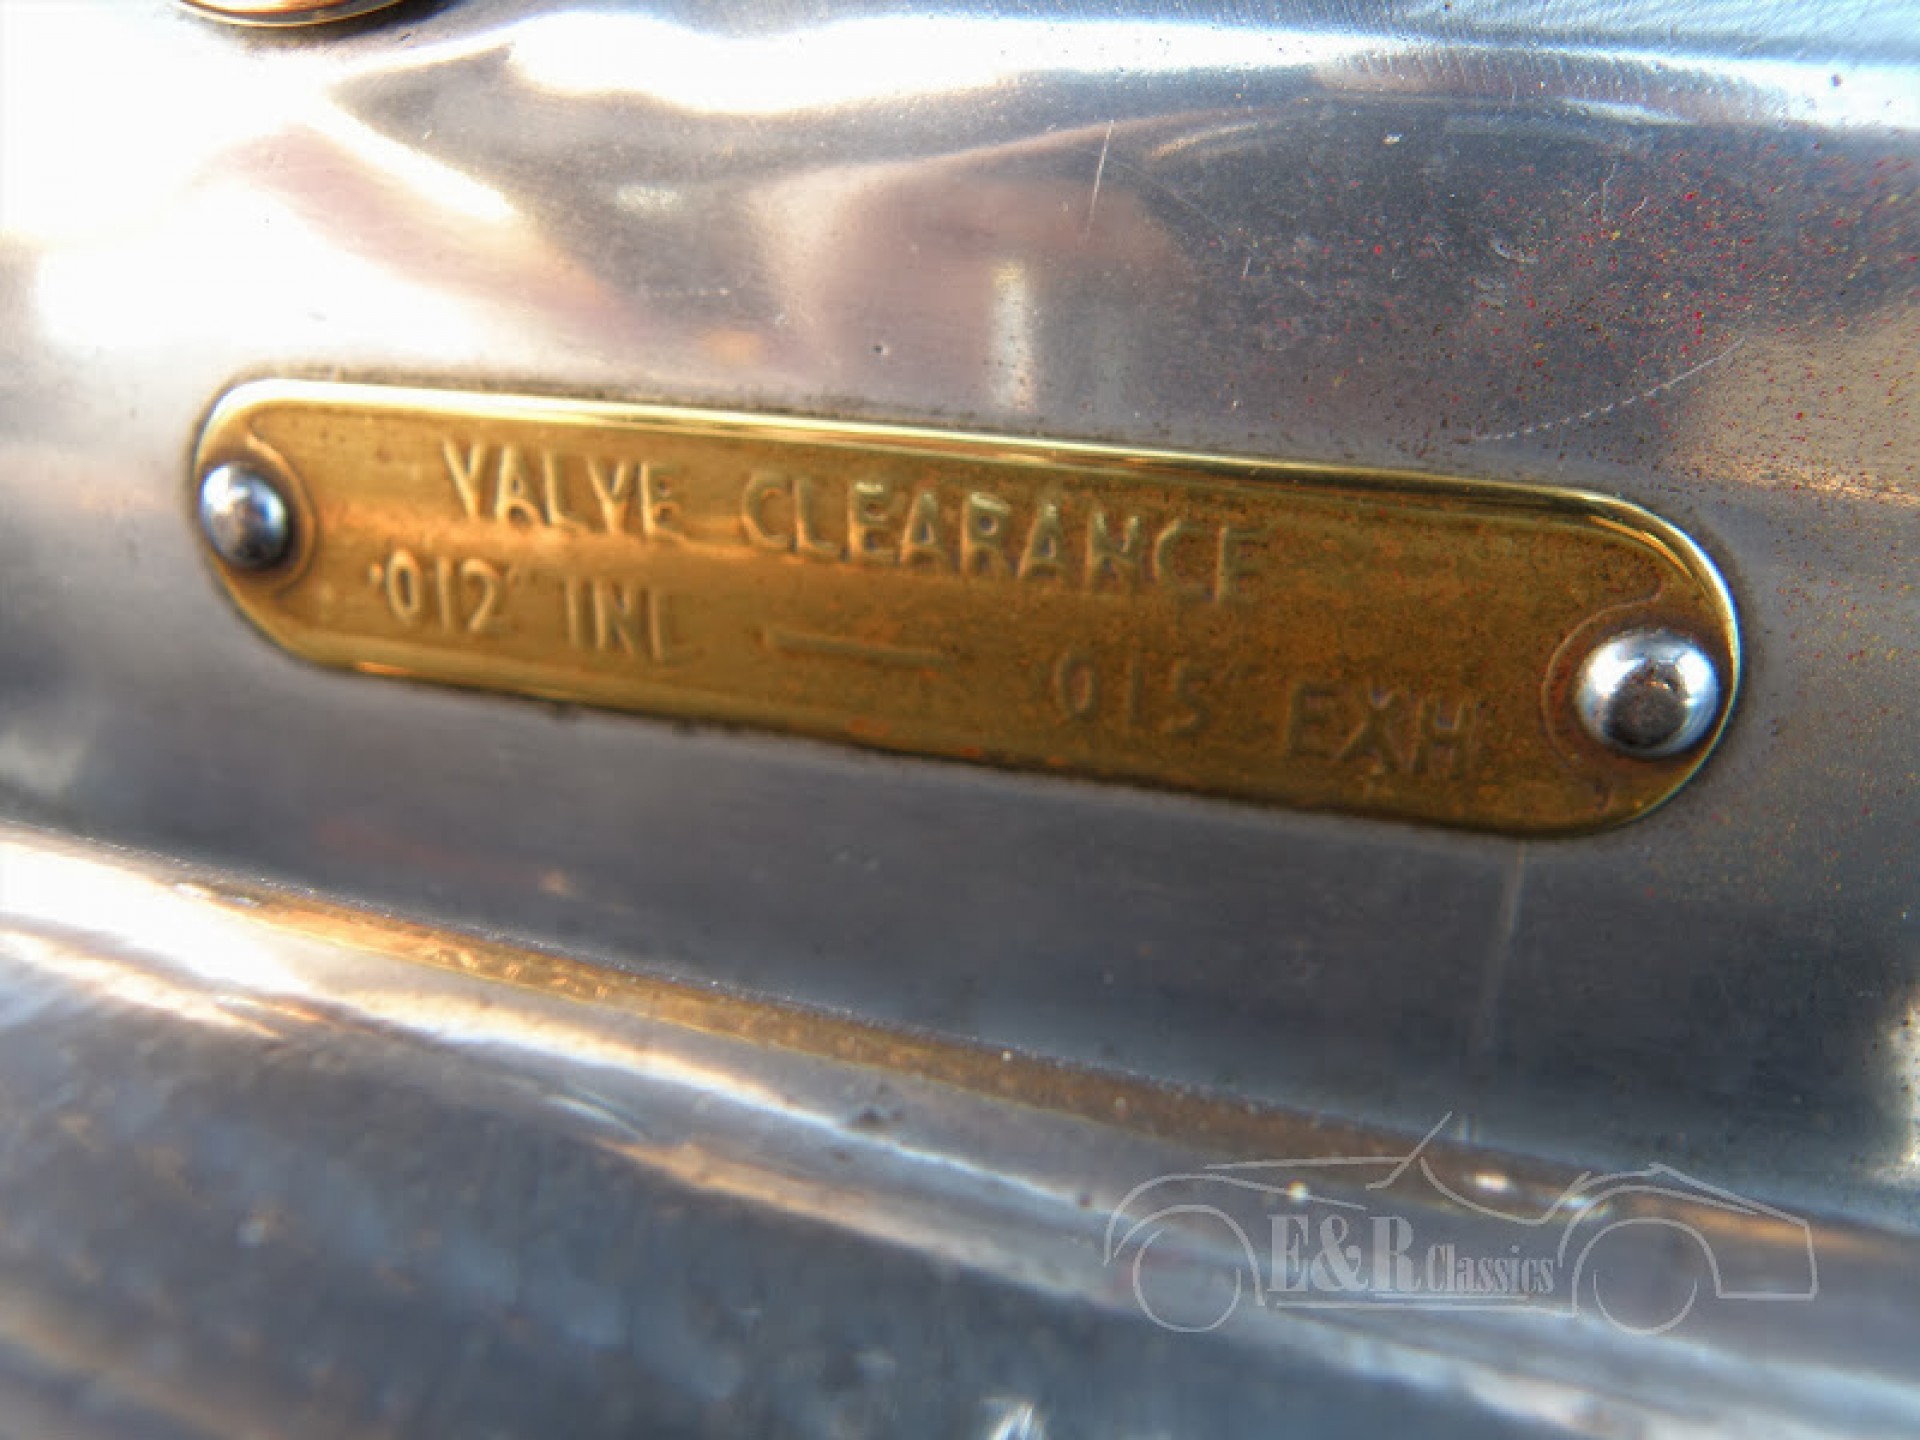 VALVE CLEARANCE
·012" INL — 015" EXH
E&R Classics